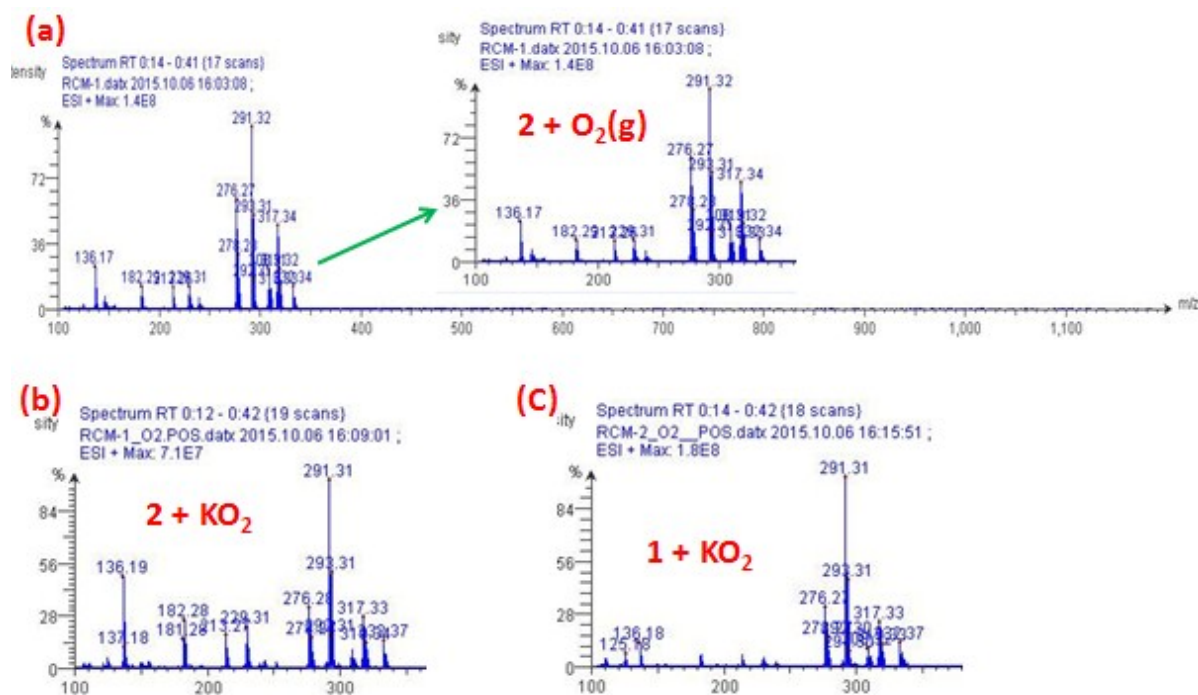 (a)
Spectrum RT 0:14 - 0:41 {17 scans}
RCM-1.datx 2015.10.06 16:03:08 ;
ESI + Max: 1.4E8
%
72
36
0
291.32
276.27
293.31
317.34
136.17
182.29
100 200 300 400 500 600 700 800 900 1,000 1,100
m/z
Spectrum RT 0:14 - 0:41 {17 scans}
sity
RCM-1.datx 2015.10.06 16:03:08 ;
ESI + Max: 1.4E8
%
72
36
0
2 + O2(g)
291.32
276.27
293.31
317.34
136.17
182.29
100 200 300
(b)
Spectrum RT 0:12 - 0:42 {19 scans}
sity
RCM-1_O2.POS.datx 2015.10.06 16:09:01 ;
ESI + Max: 7.1E7
%
84
56
28
0
2 + KO2
291.31
293.31
136.19
276.28
317.33
182.28
229.31
137.18
100 200 300
(C)
Spectrum RT 0:14 - 0:42 {18 scans}
sity
RCM-2_O2__POS.datx 2015.10.06 16:15:51 ;
ESI + Max: 1.8E8
%
84
56
28
0
1 + KO2
291.31
293.31
276.27
317.33
136.18
125.18
100 200 300